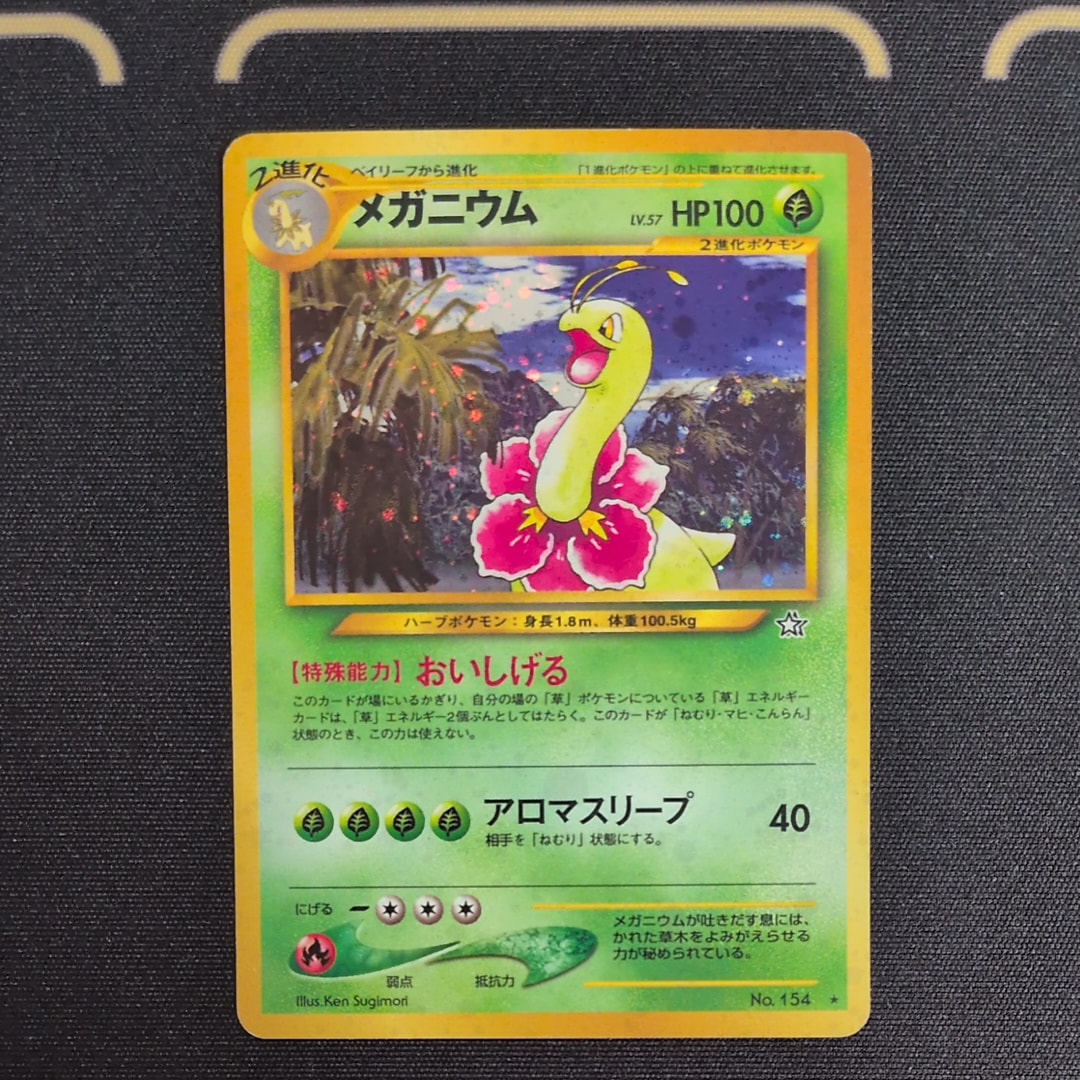 2進化
ベイリーフから進化
「1進化ポケモン」の上に重ねて進化させます。
メガニウム
LV.57 HP100
2進化ポケモン
ハーブポケモン：身長1.8m、体重100.5kg
【特殊能力】おいしげる
このカードが場にいるかぎり、自分の場の「草」ポケモンについている「草」エネルギー
カードは、「草」エネルギー2個ぶんとしてはたらく。このカードが「ねむり・マヒ・こんらん」
状態のとき、この力は使えない。
アロマスリープ 40
相手を「ねむり」状態にする。
にげる
弱点
抵抗力
メガニウムが吐きだす息には、
かれた草木をよみがえらせる
力が秘められている。
Illus.Ken Sugimori
No. 154 ★